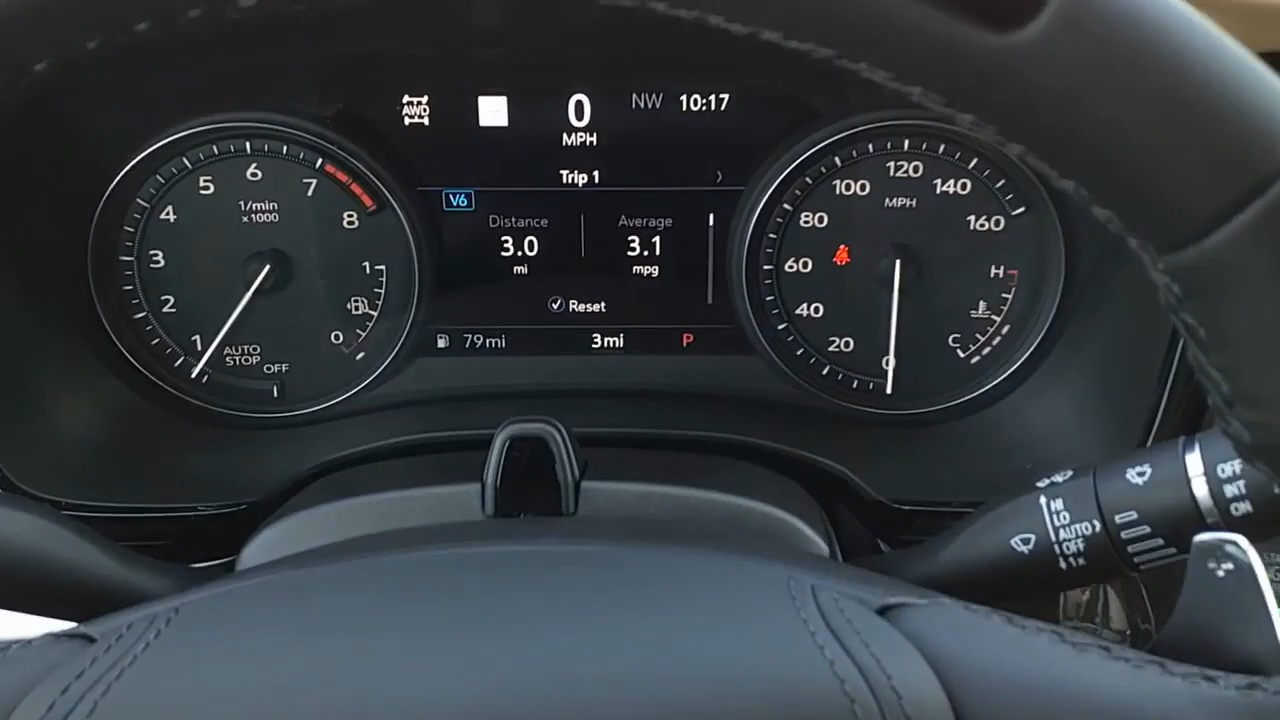 AWD
0
MPH
NW 10:17
Trip 1
V6
Distance
3.0
mi
Average
3.1
mpg
Reset
79mi
3mi
P
1
2
3
4
5
6
7
8
1/min
x1000
AUTO
STOP
OFF
1
0
0
20
40
60
80
100
120
140
160
MPH
H
C
HI
LO
AUTO
OFF
1x
OFF
INT
ON